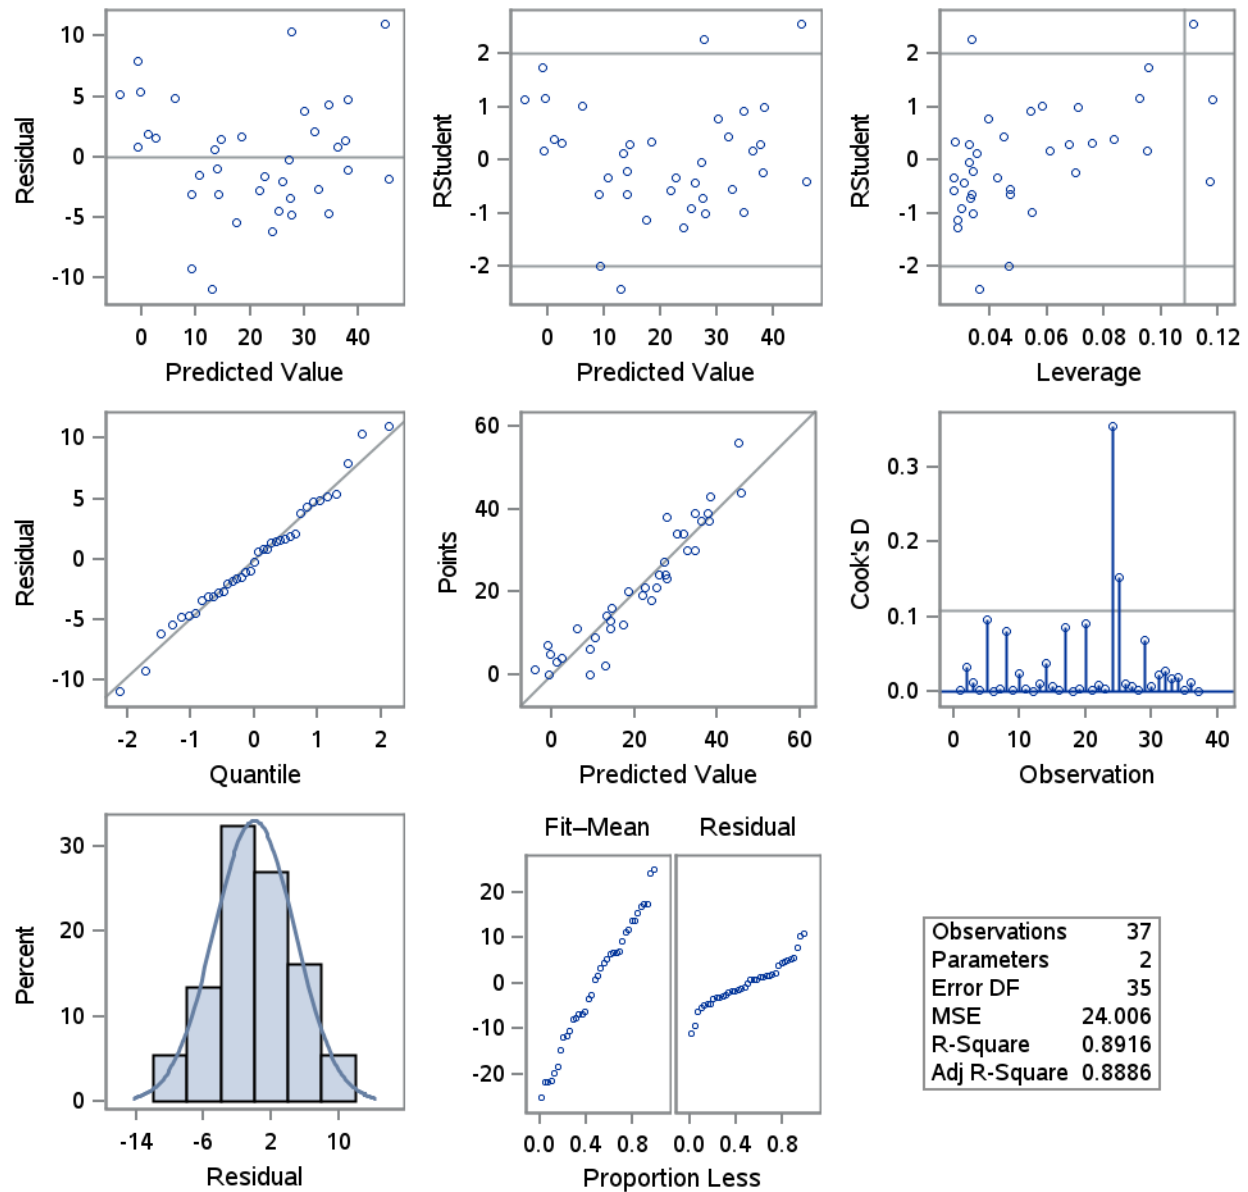 10
5
0
-5
-10
Residual
0 10 20 30 40
Predicted Value
2
1
0
-1
-2
RStudent
0 10 20 30 40
Predicted Value
2
1
0
-1
-2
RStudent
0.04 0.06 0.08 0.10 0.12
Leverage
10
5
0
-5
-10
Residual
-2 -1 0 1 2
Quantile
60
40
20
0
Points
0 20 40 60
Predicted Value
0.3
0.2
0.1
0.0
Cook's D
0 10 20 30 40
Observation
30
20
10
0
Percent
-14 -6 2 10
Residual
Fit–Mean Residual
20
10
0
-10
-20
0.0 0.4 0.8 0.0 0.4 0.8
Proportion Less
Observations 37
Parameters 2
Error DF 35
MSE 24.006
R-Square 0.8916
Adj R-Square 0.8886